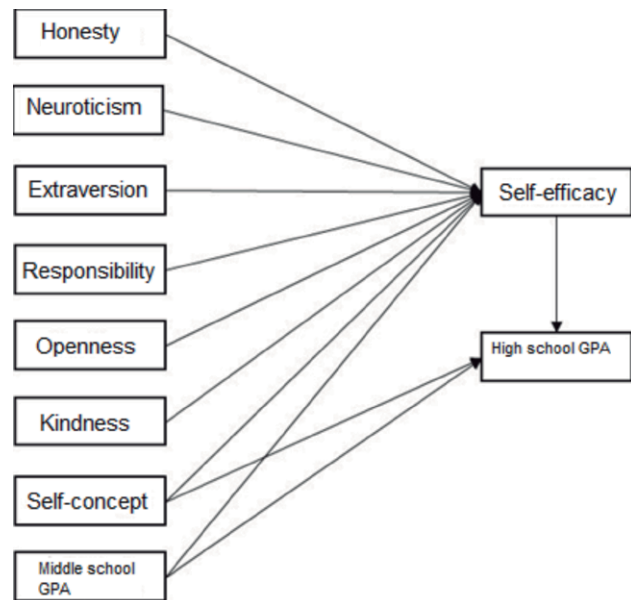 Honesty
Neuroticism
Extraversion
Responsibility
Openness
Kindness
Self-concept
Middle school
GPA
Self-efficacy
High school GPA